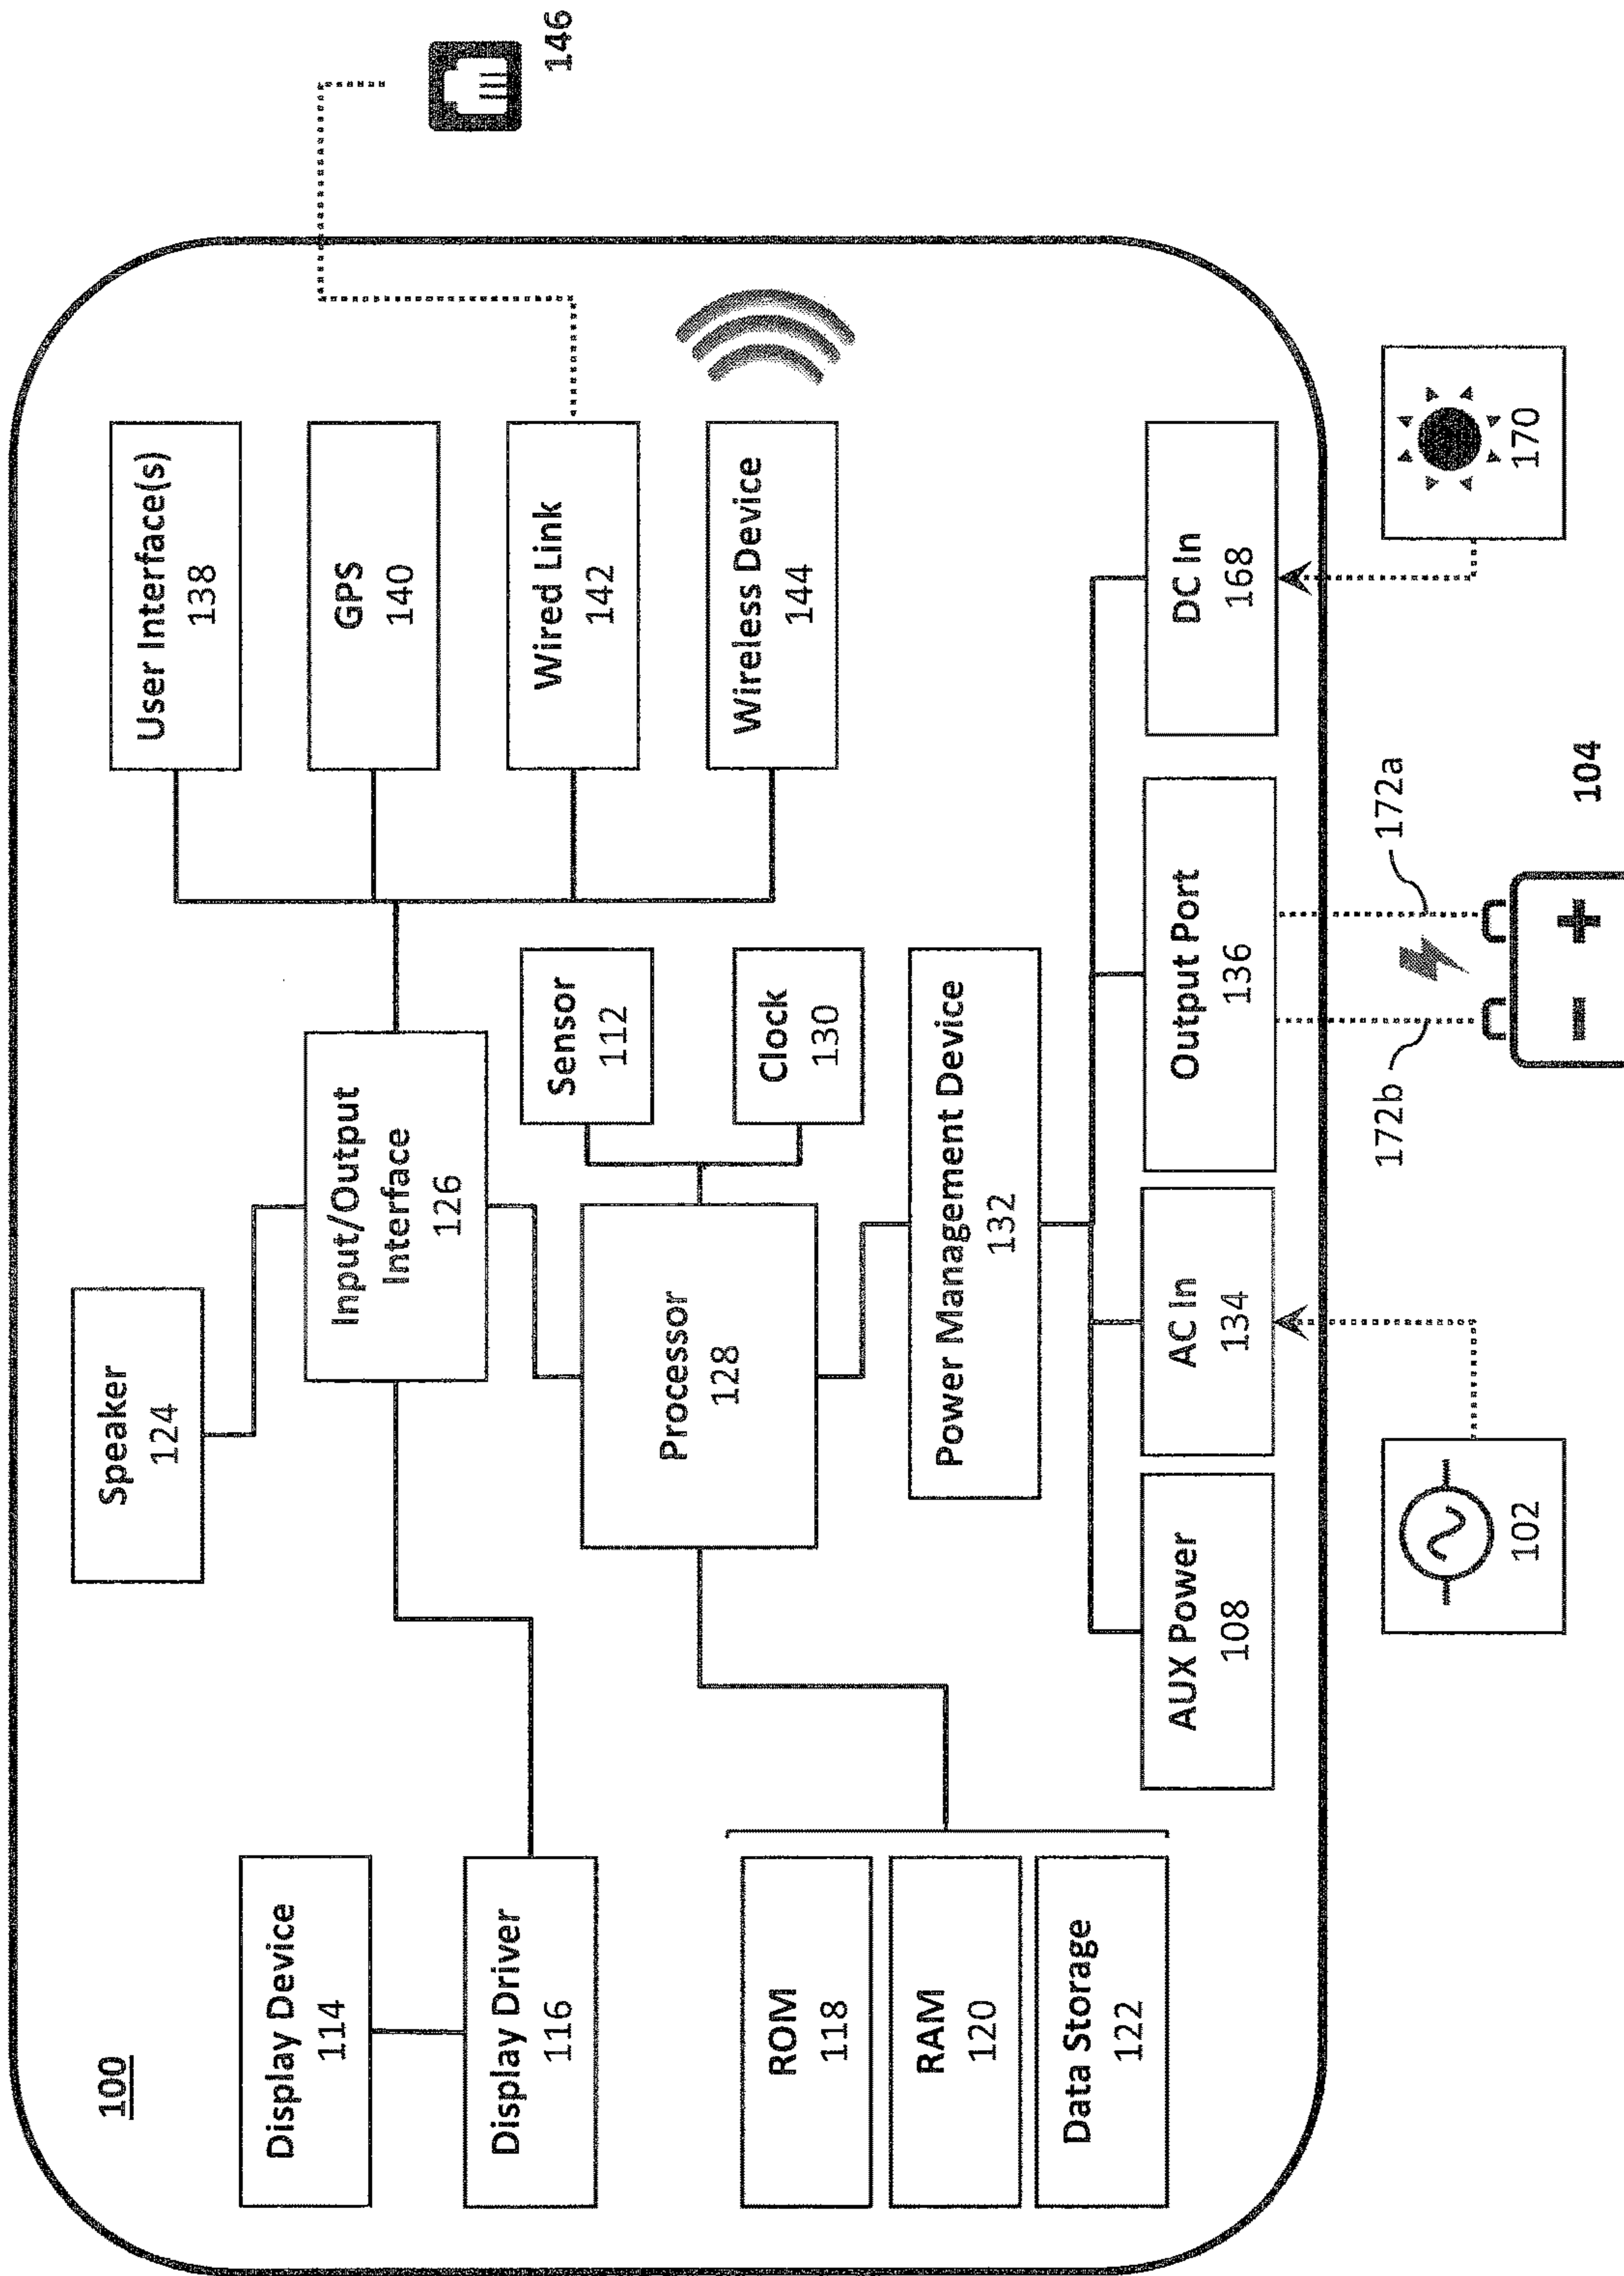 100
Speaker
124
Display Device
114
User Interface(s)
138
Input/Output
Interface
126
GPS
140
146
Display Driver
116
Sensor
112
Wired Link
142
Processor
128
Clock
130
Wireless Device
144
ROM
118
RAM
120
Data Storage
122
Power Management Device
132
AUX Power
108
AC In
134
Output Port
136
DC In
168
172b
172a
102
170
− +
104